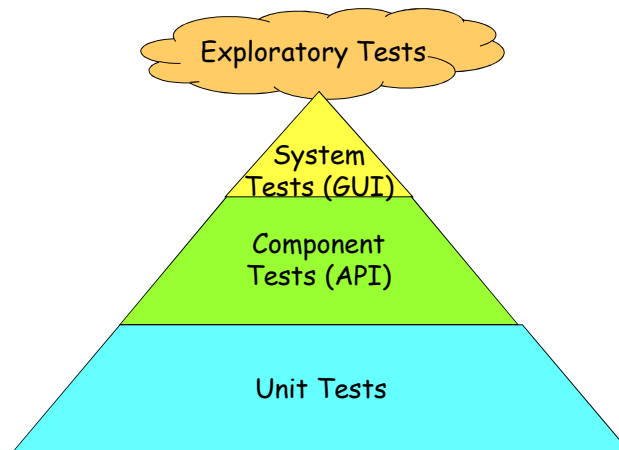 Exploratory Tests
System
Tests (GUI)
Component
Tests (API)
Unit Tests